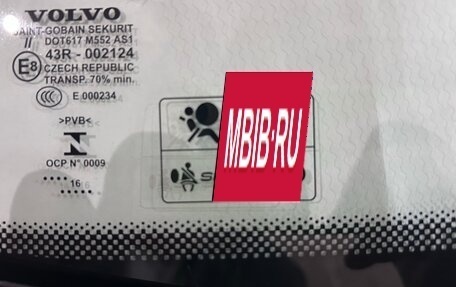 VOLVO
SAINT-GOBAIN SEKURIT
// DOT617 M552 AS1
E8 43R - 002124
CZECH REPUBLIC
TRANSP. 70% min.
CCC E 000234
>PVB<
N
OCP N° 0009
..... 16 ....
MBIB·RU